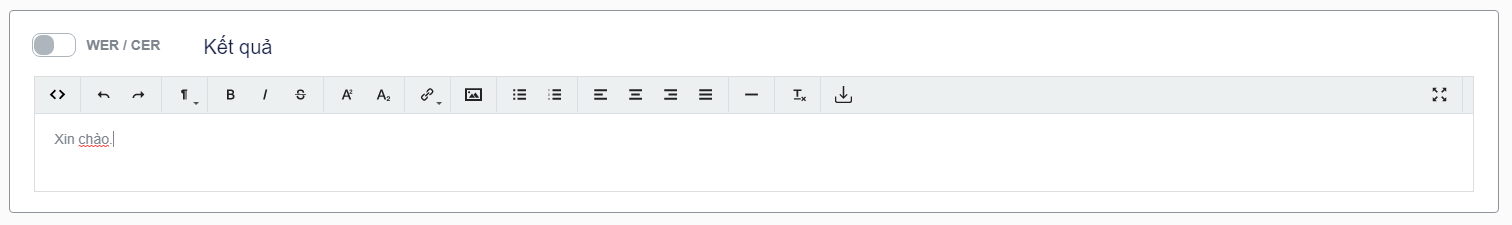 WER / CER
Kết quả
Xin chào.